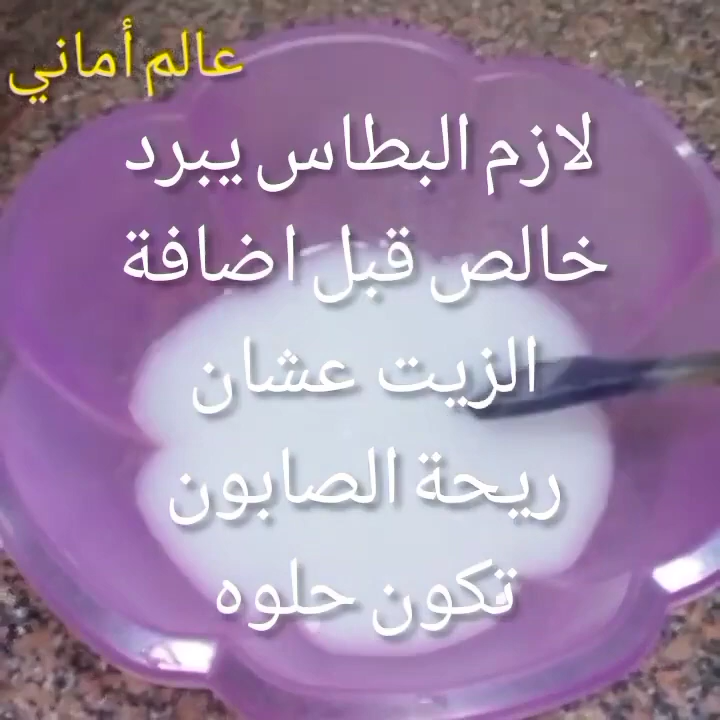 عالم أماني
لازم البطاس يبرد
خالص قبل اضافة
الزيت عشان
ريحة الصابون
تكون حلوه